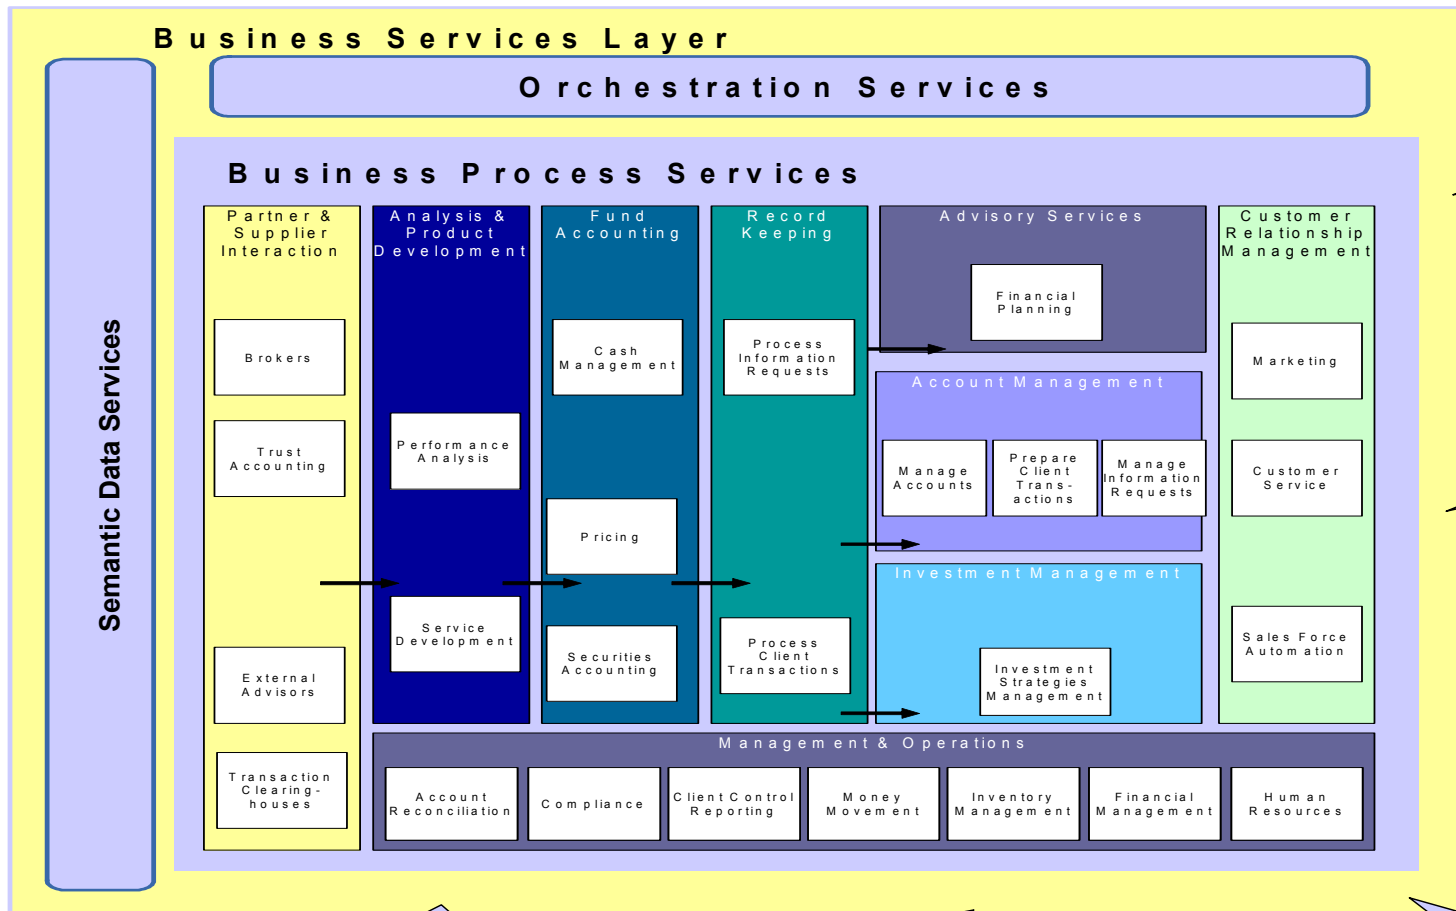 Business Services Layer
Orchestration Services
Semantic Data Services
Business Process Services
Partner &
Supplier
Interaction
Brokers
Trust
Accounting
External
Advisors
Transaction
Clearing-
houses
Analysis &
Product
Development
Performance
Analysis
Service
Development
Fund
Accounting
Cash
Management
Pricing
Securities
Accounting
Record
Keeping
Process
Information
Requests
Process
Client
Transactions
Advisory Services
Financial
Planning
Account Management
Manage
Accounts
Prepare
Client
Trans-
actions
Manage
Information
Requests
Investment Management
Investment
Strategies
Management
Customer
Relationship
Management
Marketing
Customer
Service
Sales Force
Automation
Management & Operations
Account
Reconciliation
Compliance
Client Control
Reporting
Money
Movement
Inventory
Management
Financial
Management
Human
Resources